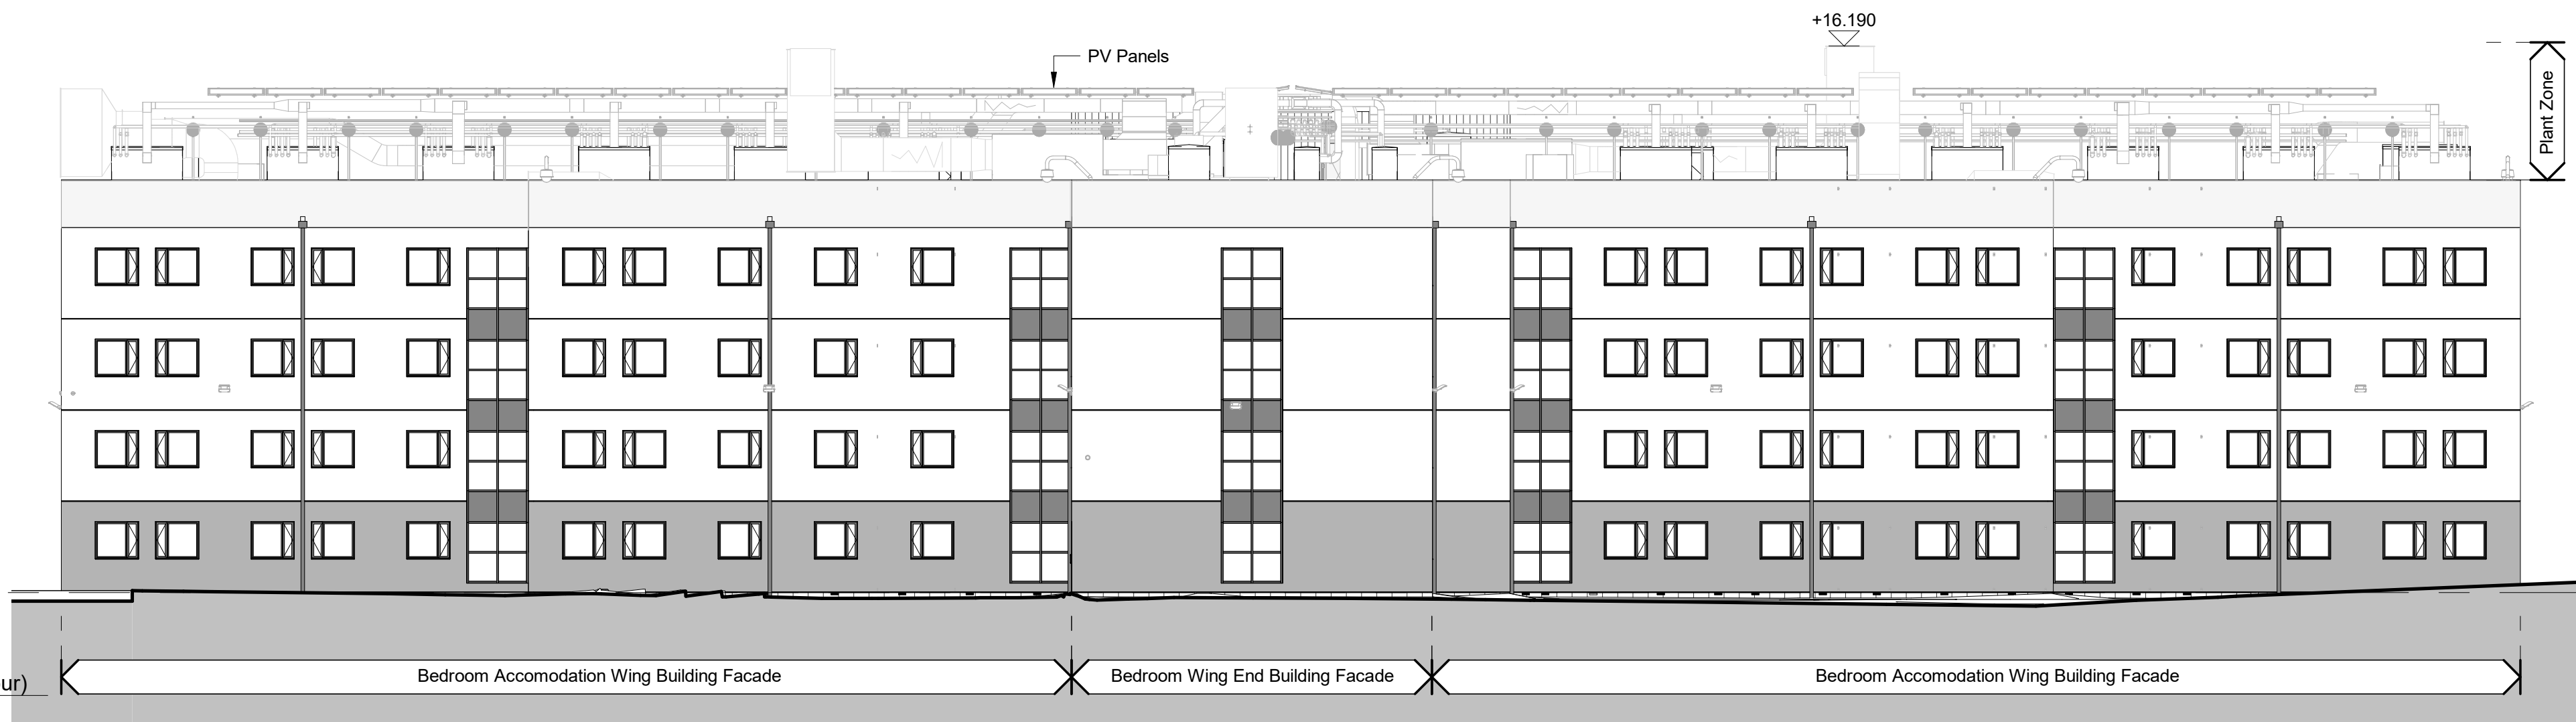 +16.190
PV Panels
Plant Zone
ur)
Bedroom Accomodation Wing Building Facade
Bedroom Wing End Building Facade
Bedroom Accomodation Wing Building Facade